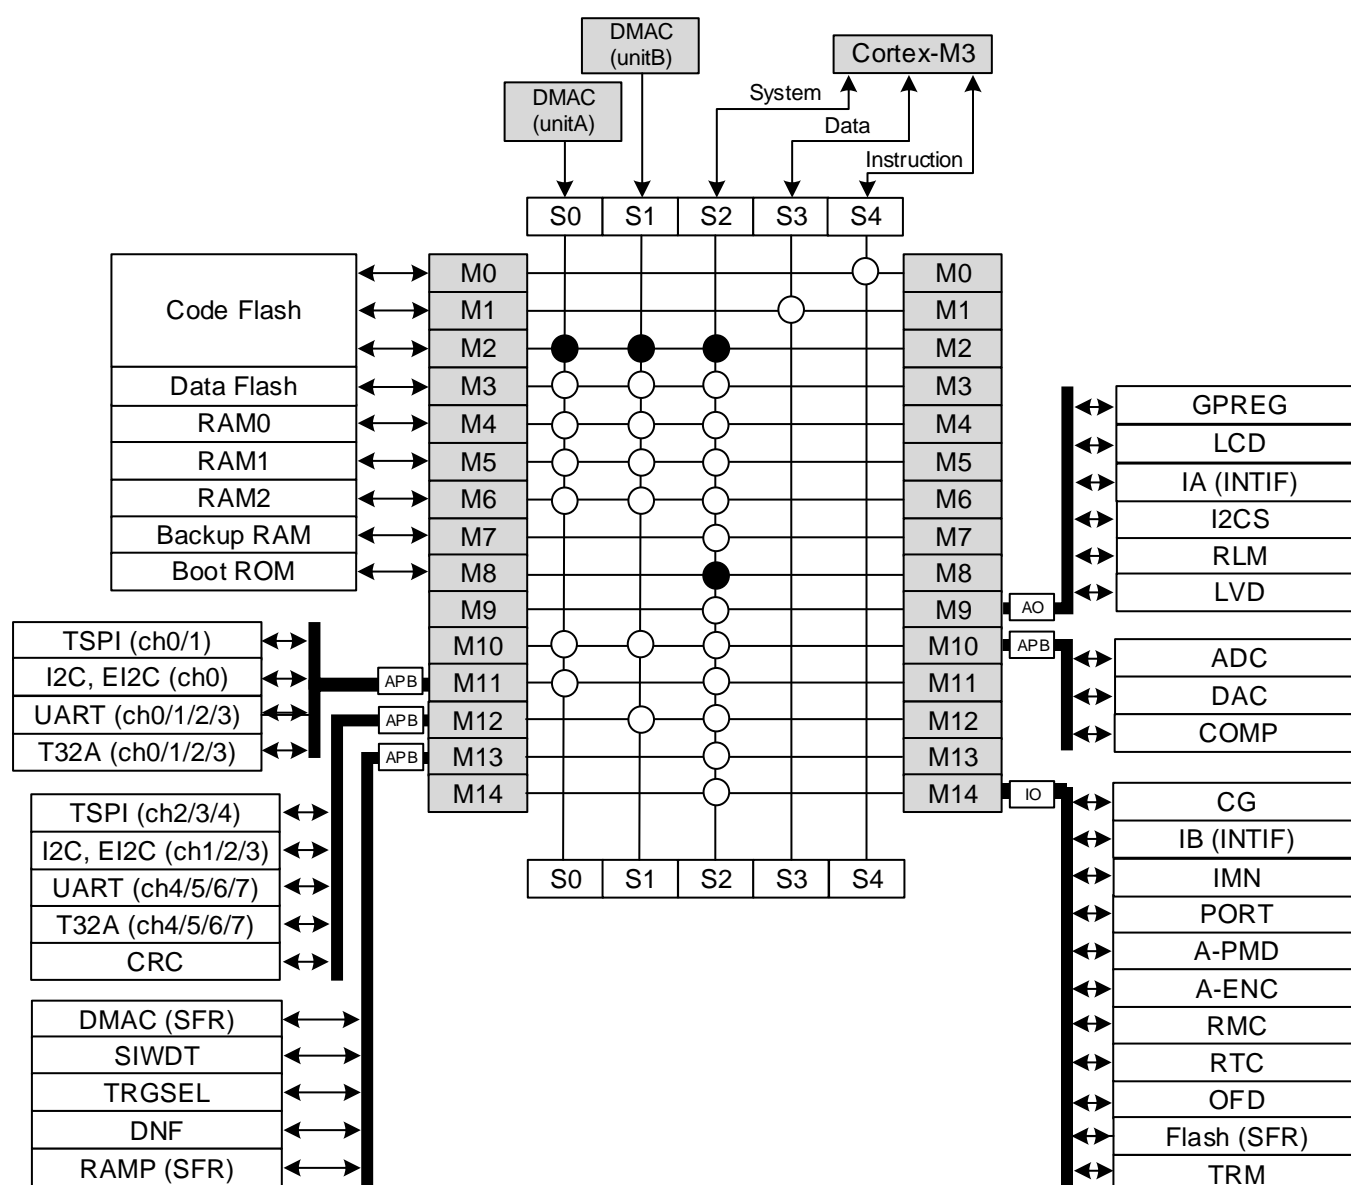 DMAC
(unitB)
Cortex-M3
DMAC
(unitA)
System
Data
Instruction
S0 S1 S2 S3 S4
Code Flash
M0 M0
M1 M1
M2 M2
Data Flash M3 M3
RAM0 M4 M4
RAM1 M5 M5
RAM2 M6 M6
Backup RAM M7 M7
Boot ROM M8 M8
M9 M9 AO
M10 M10 APB
APB M11 M11
APB M12 M12
APB M13 M13
M14 M14 IO
S0 S1 S2 S3 S4
TSPI (ch0/1)
I2C, EI2C (ch0)
UART (ch0/1/2/3)
T32A (ch0/1/2/3)
TSPI (ch2/3/4)
I2C, EI2C (ch1/2/3)
UART (ch4/5/6/7)
T32A (ch4/5/6/7)
CRC
DMAC (SFR)
SIWDT
TRGSEL
DNF
RAMP (SFR)
GPREG
LCD
IA (INTIF)
I2CS
RLM
LVD
ADC
DAC
COMP
CG
IB (INTIF)
IMN
PORT
A-PMD
A-ENC
RMC
RTC
OFD
Flash (SFR)
TRM